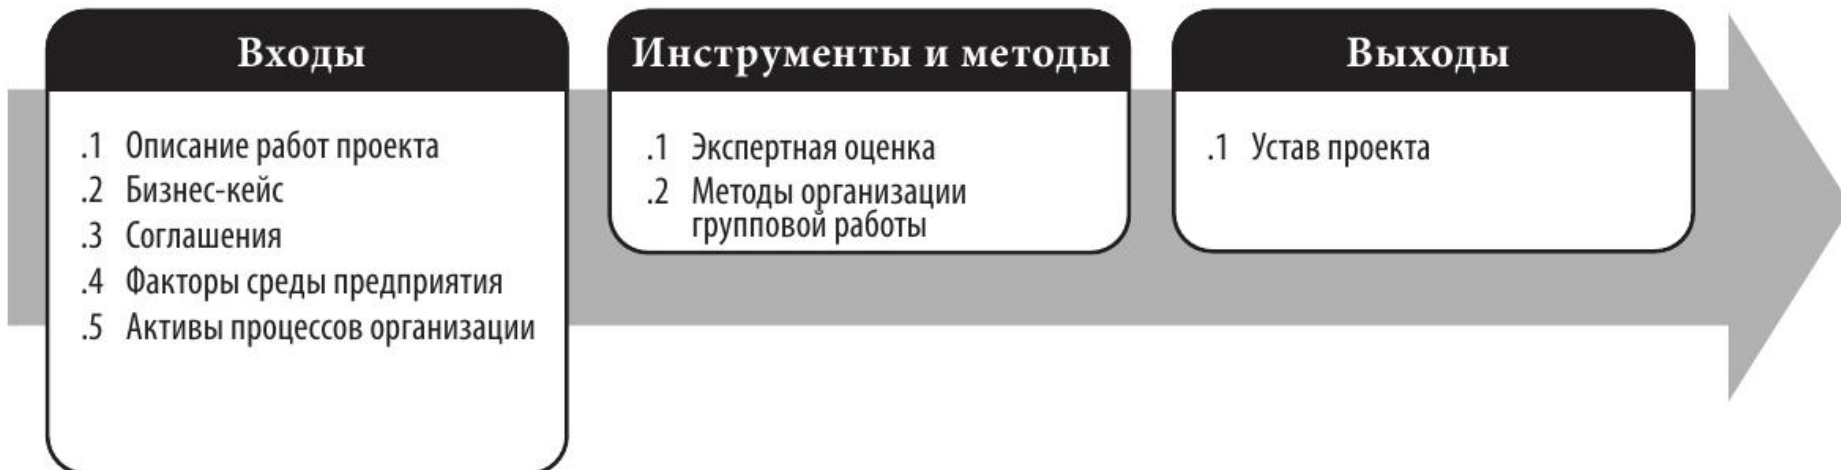 Входы
.1 Описание работ проекта
.2 Бизнес-кейс
.3 Соглашения
.4 Факторы среды предприятия
.5 Активы процессов организации
Инструменты и методы
.1 Экспертная оценка
.2 Методы организации
групповой работы
Выходы
.1 Устав проекта